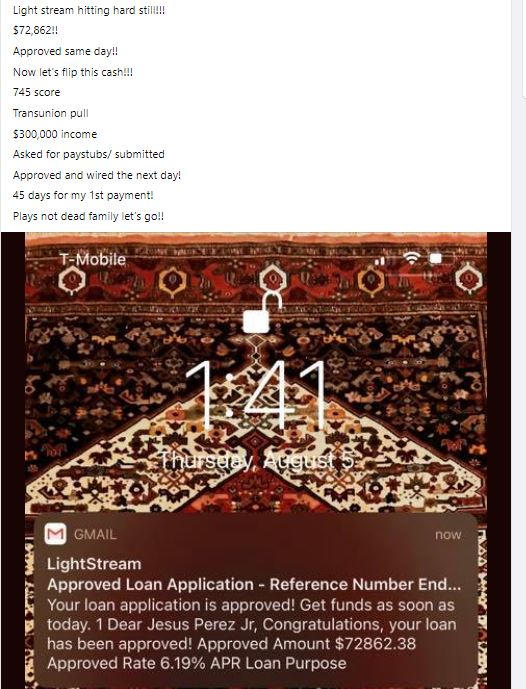 Light stream hitting hard still!!!
$72,862!!
Approved same day!!
Now let's flip this cash!!!
745 score
Transunion pull
$300,000 income
Asked for paystubs/ submitted
Approved and wired the next day!
45 days for my 1st payment!
Plays not dead family let's go!!
T-Mobile
1:41
Thursday, August 5
GMAIL
now
LightStream
Approved Loan Application - Reference Number End...
Your loan application is approved! Get funds as soon as
today. 1 Dear Jesus Perez Jr, Congratulations, your loan
has been approved! Approved Amount $72862.38
Approved Rate 6.19% APR Loan Purpose